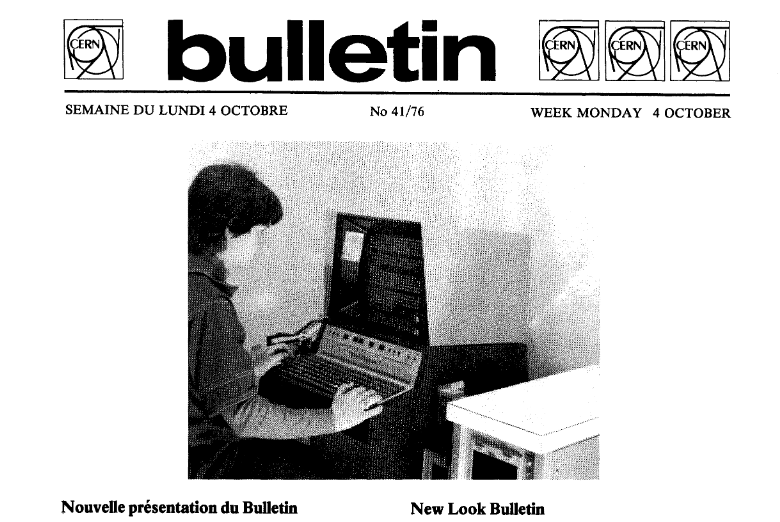 CERN bulletin CERN CERN CERN
SEMAINE DU LUNDI 4 OCTOBRE No 41/76 WEEK MONDAY 4 OCTOBER
Nouvelle présentation du Bulletin New Look Bulletin